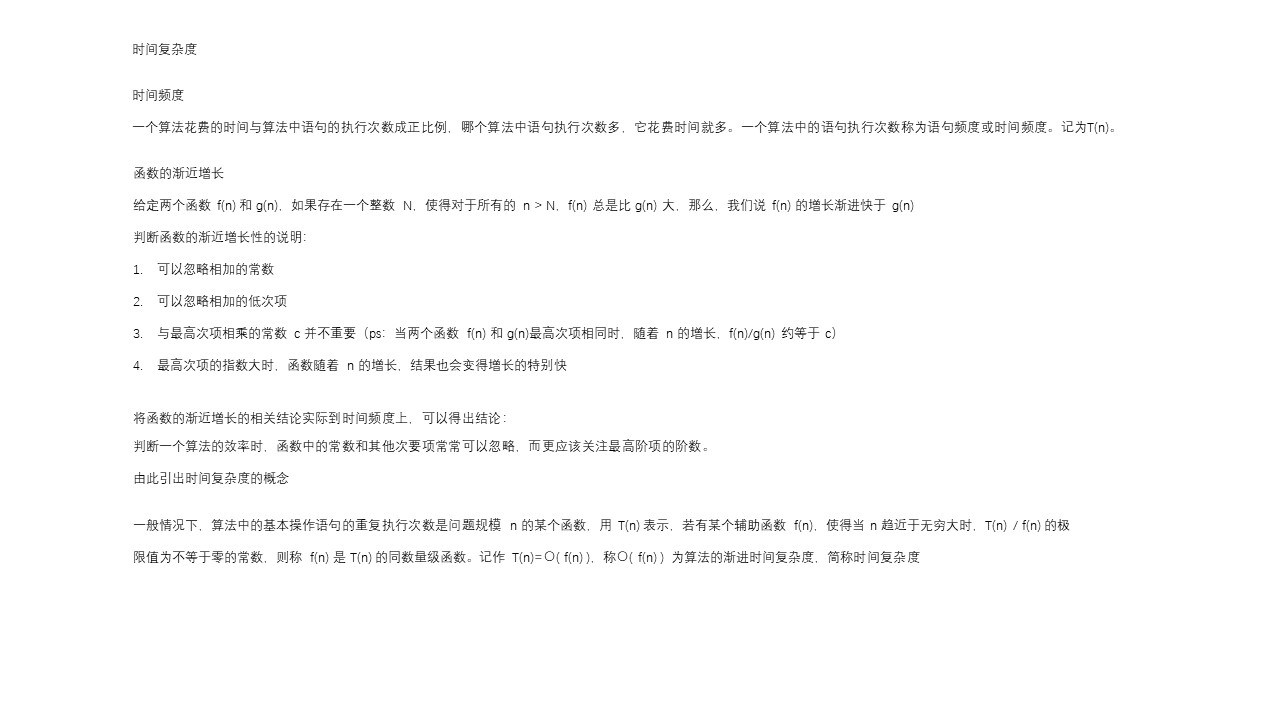 时间复杂度
时间频度
一个算法花费的时间与算法中语句的执行次数成正比例，哪个算法中语句执行次数多，它花费时间就多。一个算法中的语句执行次数称为语句频度或时间频度。记为T(n)。
函数的渐近增长
给定两个函数 f(n) 和 g(n)，如果存在一个整数 N，使得对于所有的 n > N，f(n) 总是比 g(n) 大，那么，我们说 f(n) 的增长渐进快于 g(n)
判断函数的渐近增长性的说明：
1. 可以忽略相加的常数
2. 可以忽略相加的低次项
3. 与最高次项相乘的常数 c 并不重要（ps：当两个函数 f(n) 和 g(n)最高次项相同时，随着 n 的增长，f(n)/g(n) 约等于 c）
4. 最高次项的指数大时，函数随着 n 的增长，结果也会变得增长的特别快
将函数的渐近增长的相关结论实际到时间频度上，可以得出结论：
判断一个算法的效率时，函数中的常数和其他次要项常常可以忽略，而更应该关注最高阶项的阶数。
由此引出时间复杂度的概念
一般情况下，算法中的基本操作语句的重复执行次数是问题规模 n 的某个函数，用 T(n) 表示，若有某个辅助函数 f(n)，使得当 n 趋近于无穷大时，T(n) / f(n) 的极
限值为不等于零的常数，则称 f(n) 是 T(n) 的同数量级函数。记作 T(n)=Ｏ( f(n) )，称Ｏ( f(n) ) 为算法的渐进时间复杂度，简称时间复杂度